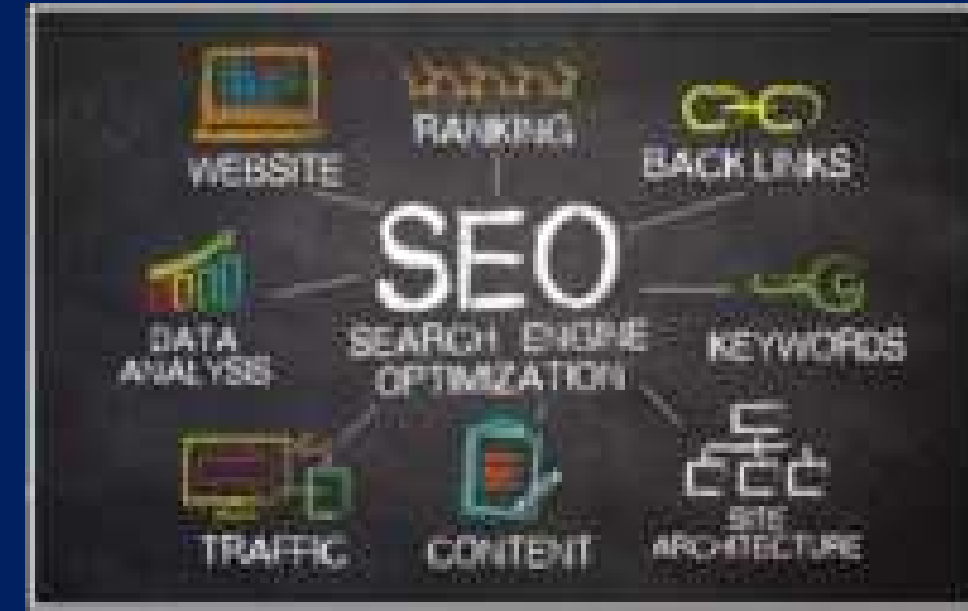 WEBSITE
RANKING
BACK LINKS
SEO
SEARCH ENGINE
OPTIMIZATION
DATA
ANALYSIS
KEYWORDS
TRAFFIC
CONTENT
SITE
ARCHITECTURE